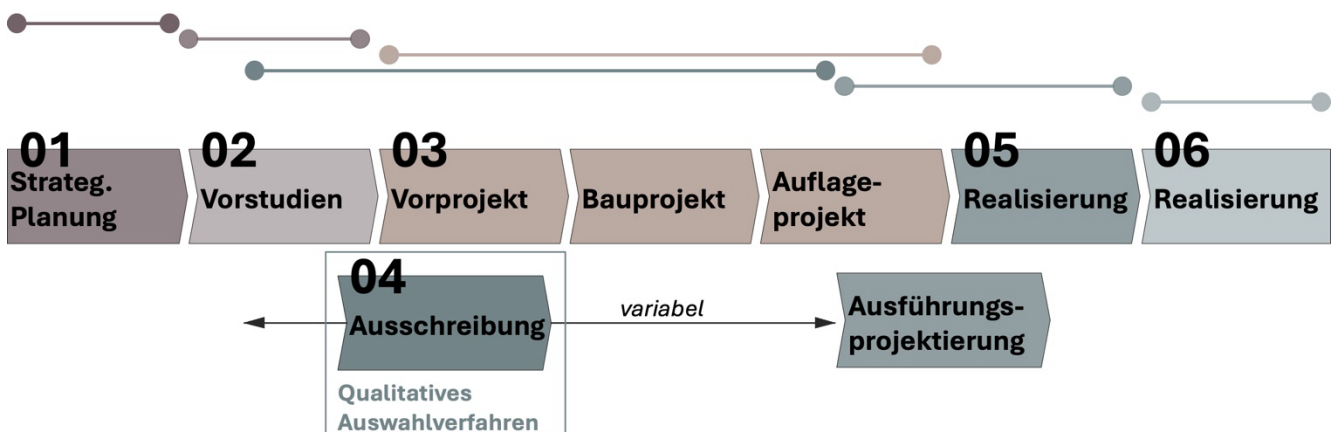 01
Strateg.
Planung
02
Vorstudien
03
Vorprojekt
Bauprojekt
Auflage-
projekt
05
Realisierung
06
Realisierung
04
Ausschreibung
Qualitatives
Auswahlverfahren
variabel
Ausführungs-
projektierung